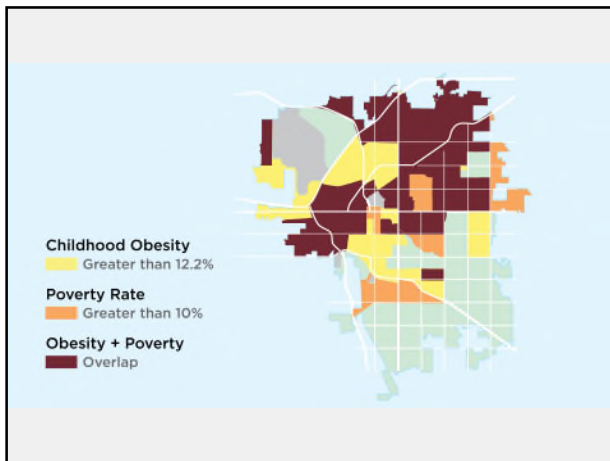 Childhood Obesity
Greater than 12.2%
Poverty Rate
Greater than 10%
Obesity + Poverty
Overlap